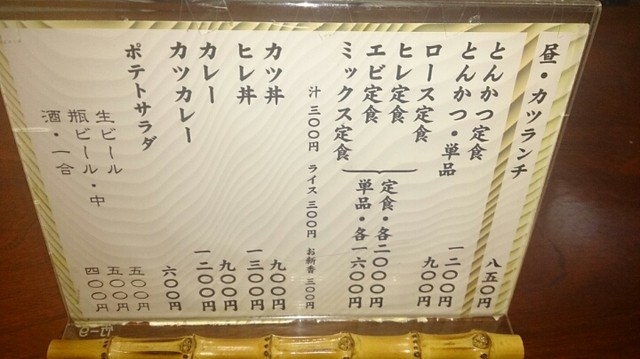 昼・カツランチ 八五〇円
とんかつ定食 一二〇〇円
とんかつ・単品 九〇〇円
ロース定食
ヒレ定食
エビ定食
ミックス定食
定食・各二〇〇〇円
単品・各一六〇〇円
汁 三〇〇円 ライス 三〇〇円 お新香 三〇〇円
カツ丼 九〇〇円
ヒレ丼 一三〇〇円
カレー 九〇〇円
カツカレー 一二〇〇円
ポテトサラダ 六〇〇円
生ビール 五〇〇円
瓶ビール・中 五〇〇円
酒・一合 四〇〇円